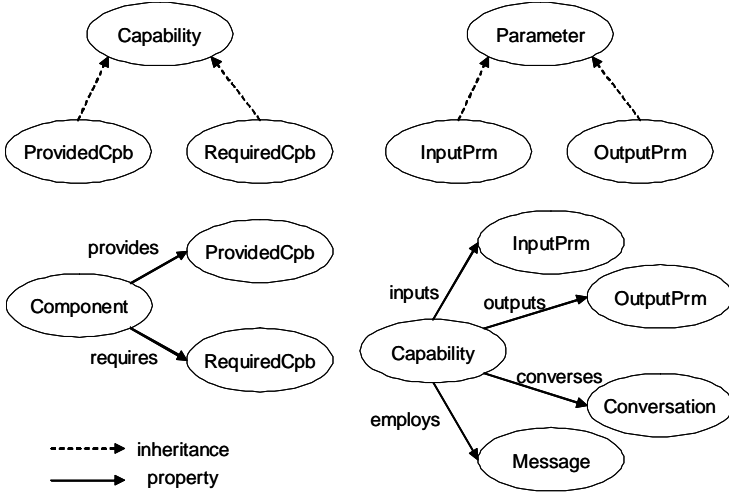 Capability
Parameter
ProvidedCpb
RequiredCpb
InputPrm
OutputPrm
provides
ProvidedCpb
Component
requires
RequiredCpb
InputPrm
inputs
outputs
OutputPrm
Capability
converses
Conversation
employs
Message
inheritance
property